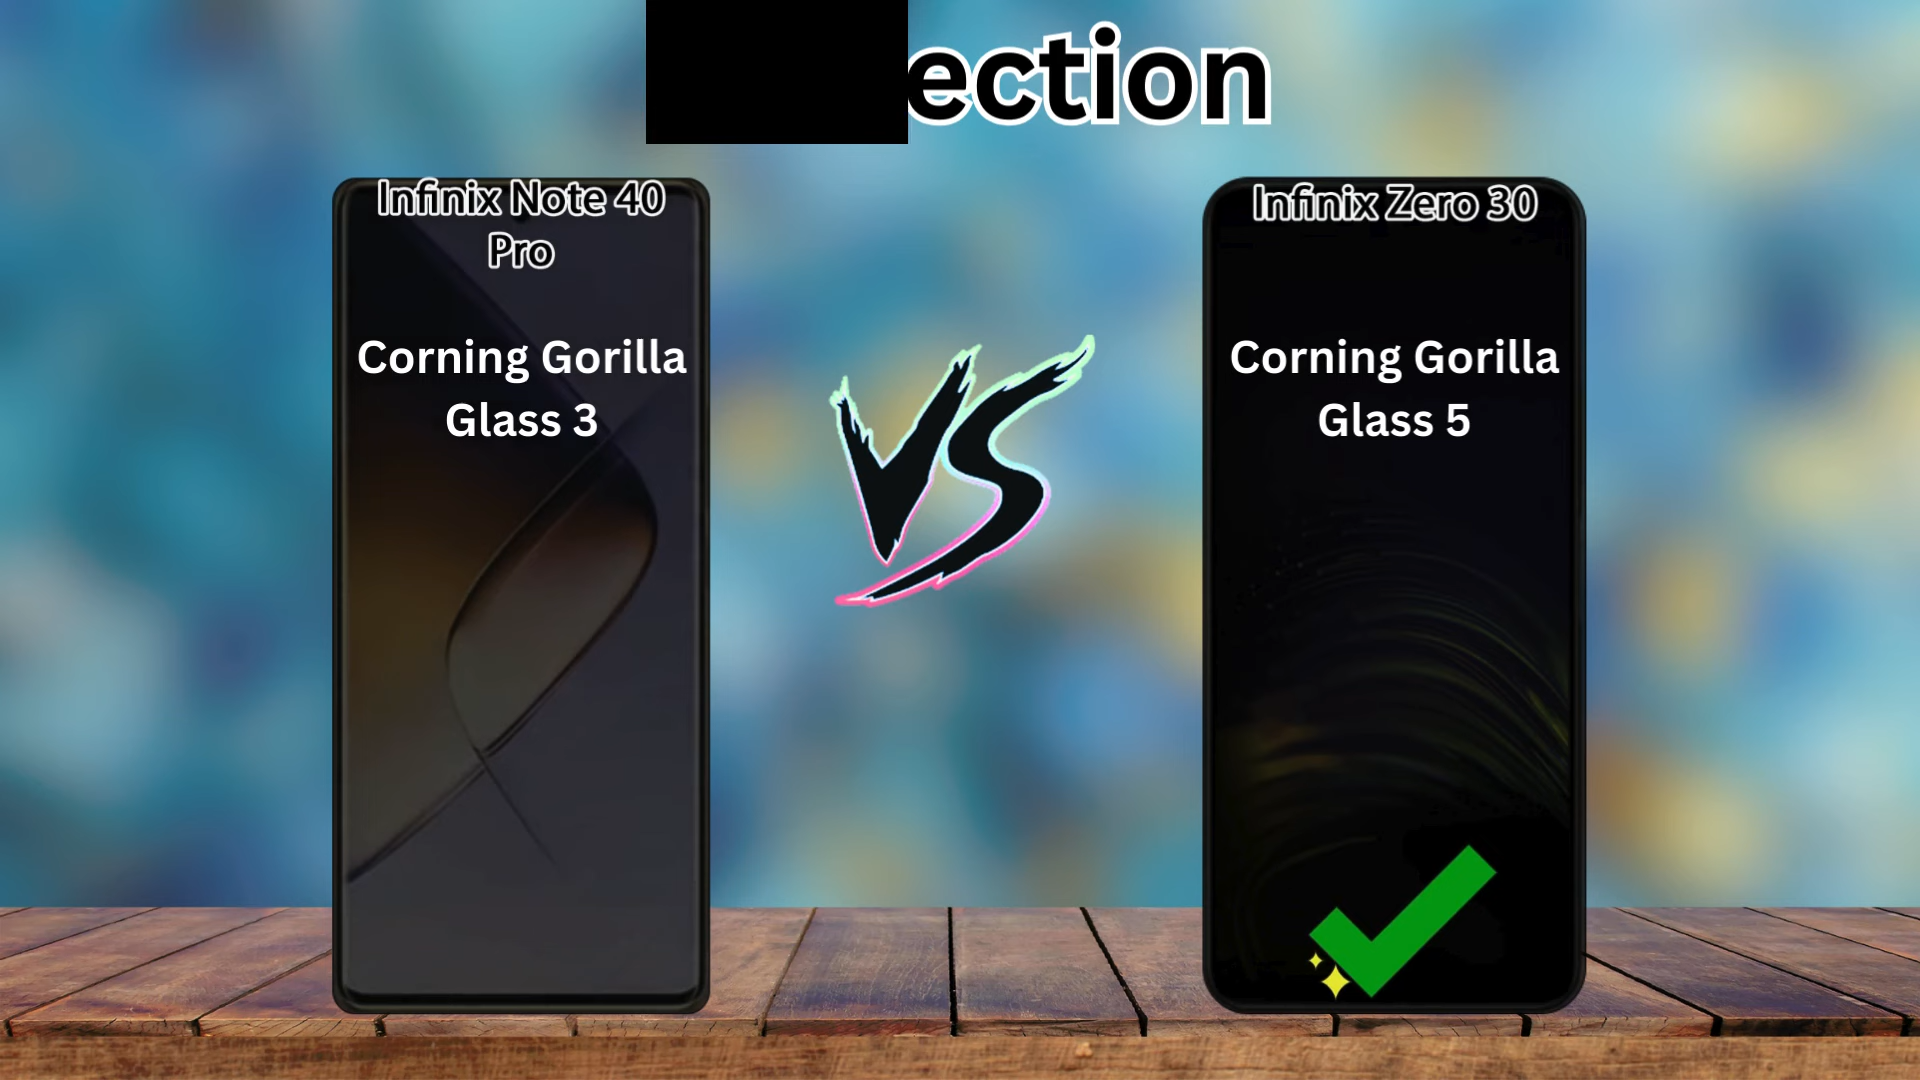 ection
Infinix Note 40
Pro
Corning Gorilla
Glass 3
VS
Infinix Zero 30
Corning Gorilla
Glass 5